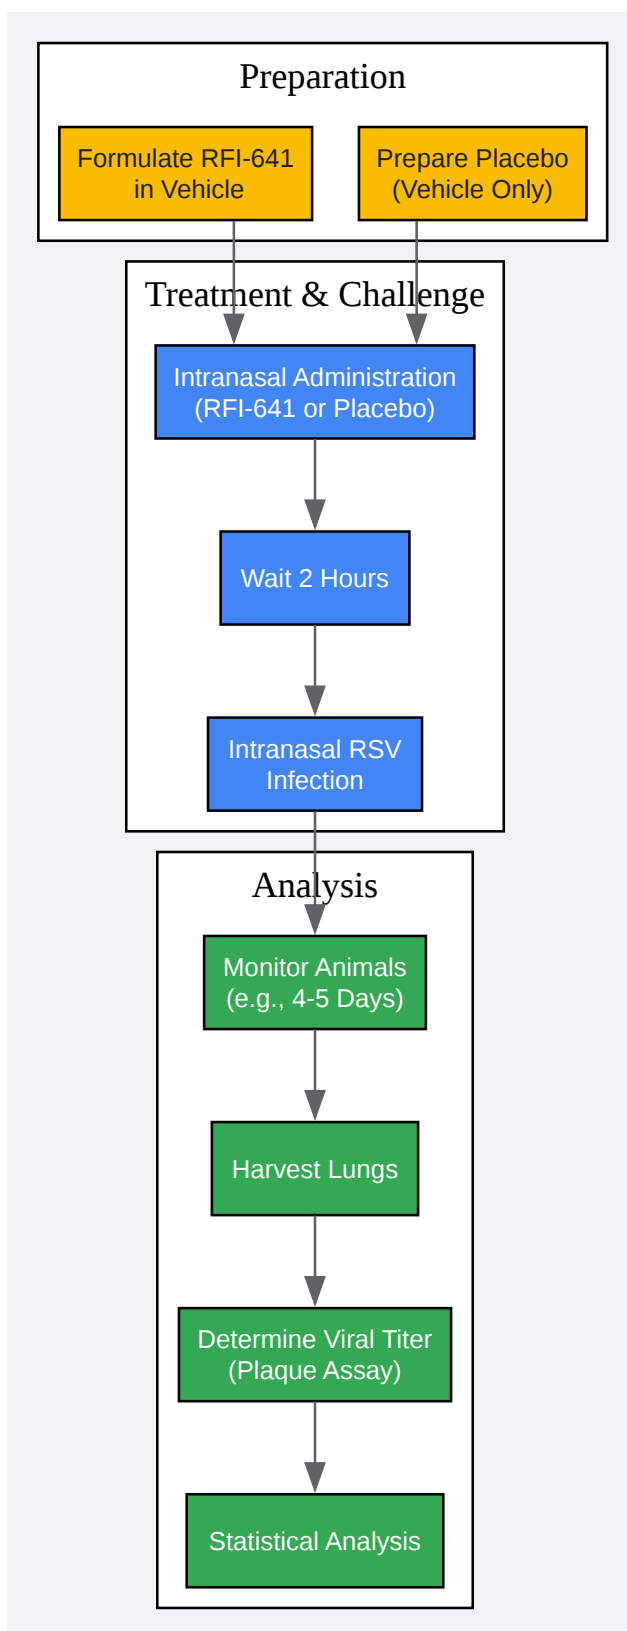 Preparation
Formulate RFI-641
in Vehicle
Prepare Placebo
(Vehicle Only)
Treatment & Challenge
Intranasal Administration
(RFI-641 or Placebo)
Wait 2 Hours
Intranasal RSV
Infection
Analysis
Monitor Animals
(e.g., 4-5 Days)
Harvest Lungs
Determine Viral Titer
(Plaque Assay)
Statistical Analysis